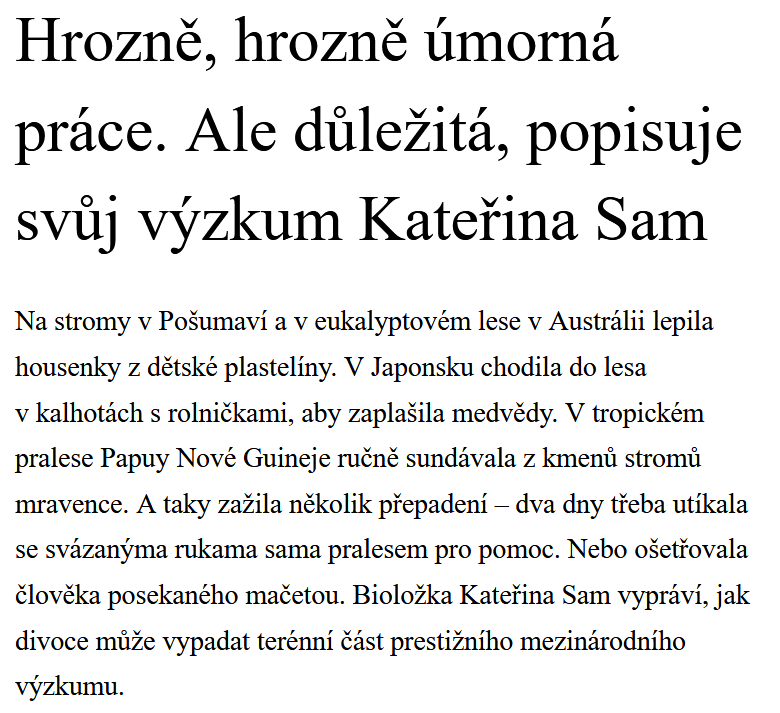 Hrozně, hrozně úmorná
práce. Ale důležitá, popisuje
svůj výzkum Kateřina Sam
Na stromy v Pošumaví a v eukalyptovém lese v Austrálii lepila
housenky z dětské plastelíny. V Japonsku chodila do lesa
v kalhotách s rolničkami, aby zaplašila medvědy. V tropickém
pralese Papuy Nové Guineje ručně sundávala z kmenů stromů
mravence. A taky zažila několik přepadení – dva dny třeba utíkala
se svázanýma rukama sama pralesem pro pomoc. Nebo ošetřovala
člověka posekaného mačetou. Bioložka Kateřina Sam vypráví, jak
divoce může vypadat terénní část prestižního mezinárodního
výzkumu.